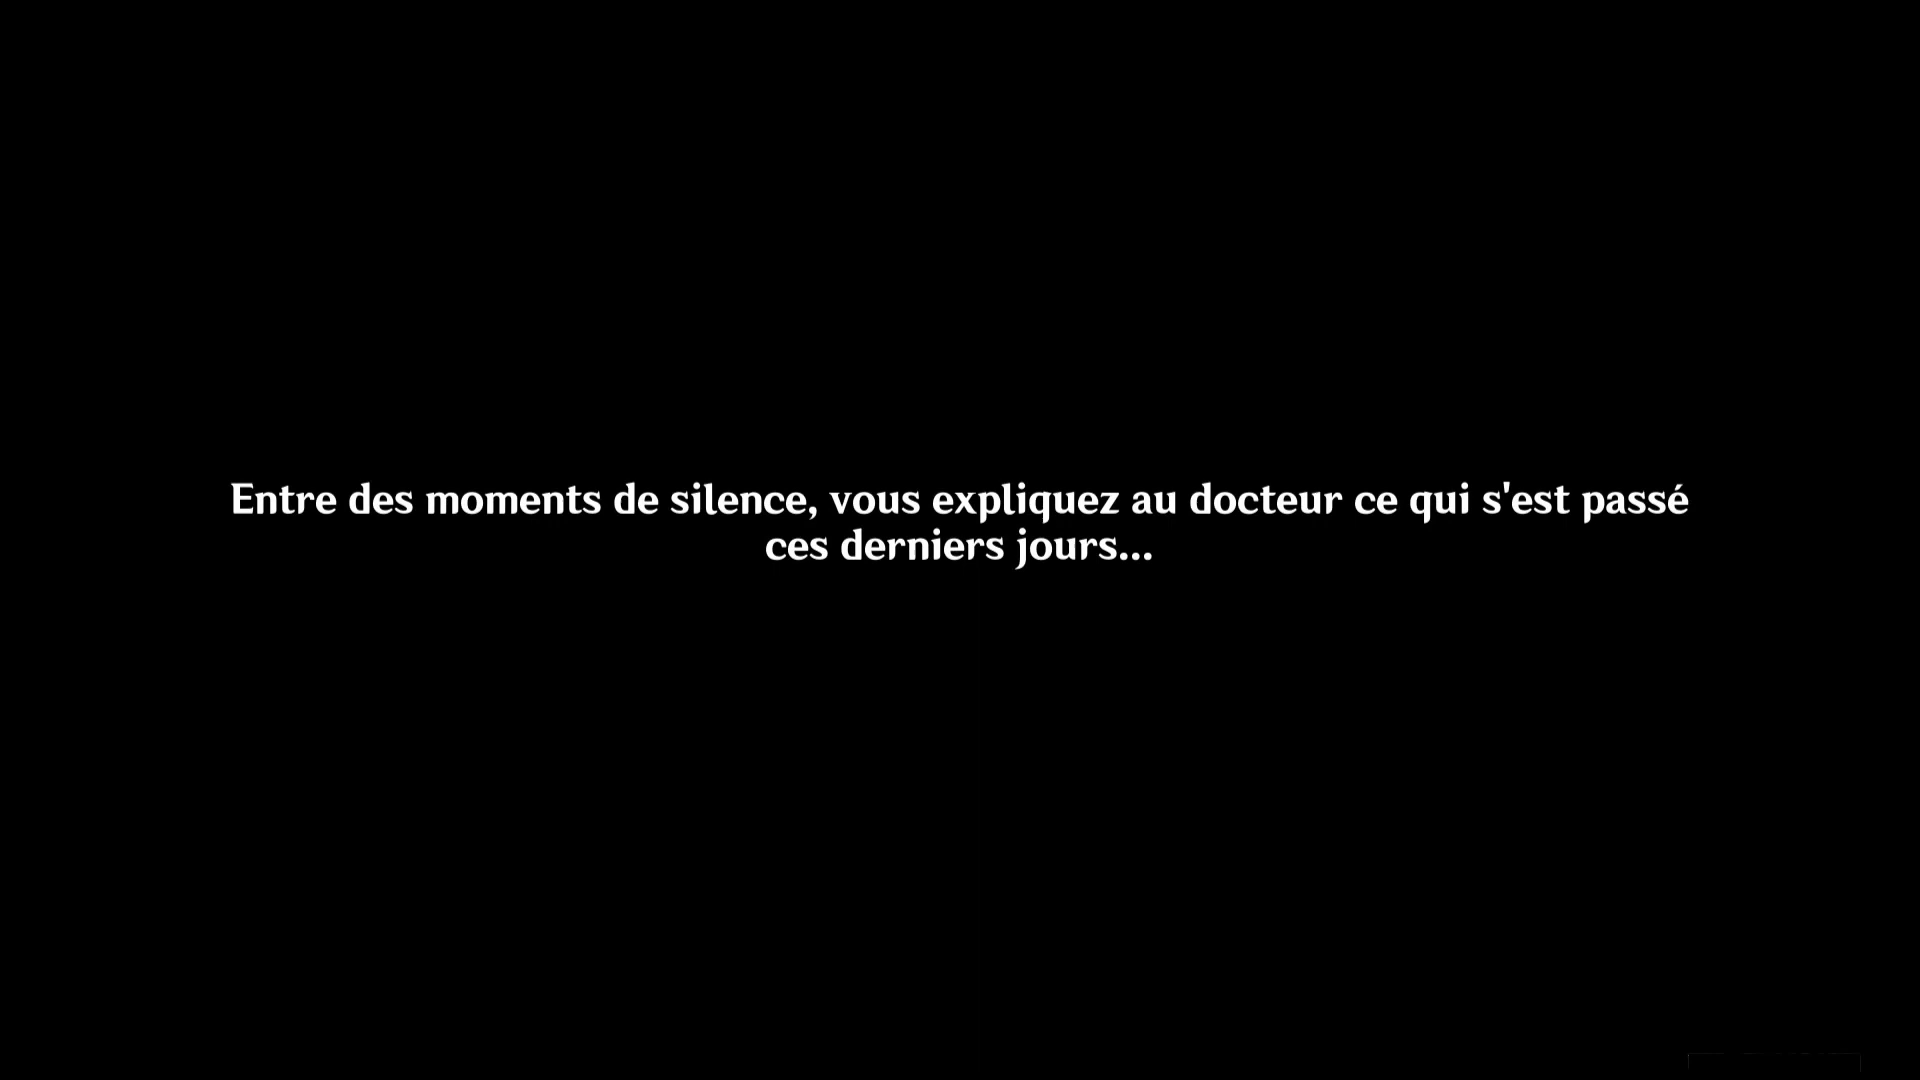 Entre des moments de silence, vous expliquez au docteur ce qui s'est passé
ces derniers jours...